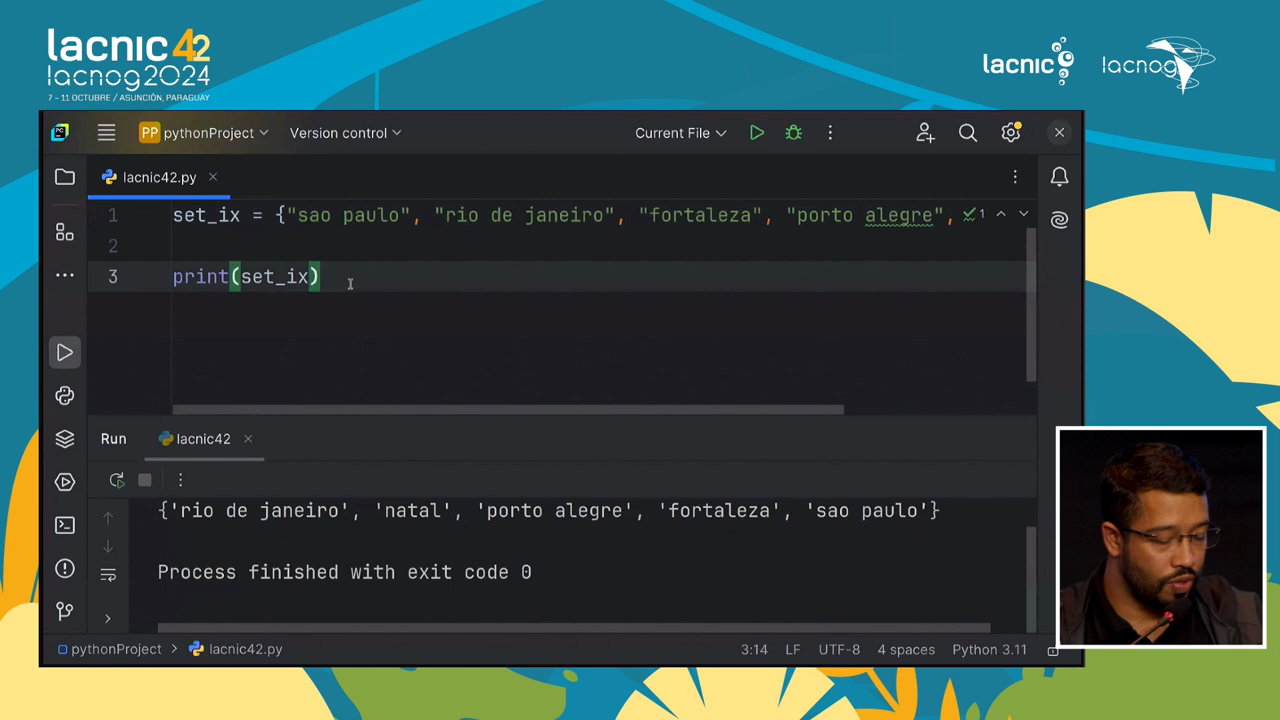 lacnic 42
lacnog 2024
7 - 11 OCTUBRE / ASUNCIÓN, PARAGUAY
lacnic
lacnog
PC
PP pythonProject
Version control
Current File
lacnic42.py
1 set_ix = {"sao paulo", "rio de janeiro", "fortaleza", "porto alegre",
1
2
3 print(set_ix)
Run lacnic42
{'rio de janeiro', 'natal', 'porto alegre', 'fortaleza', 'sao paulo'}
Process finished with exit code 0
pythonProject > lacnic42.py 3:14 LF UTF-8 4 spaces Python 3.11